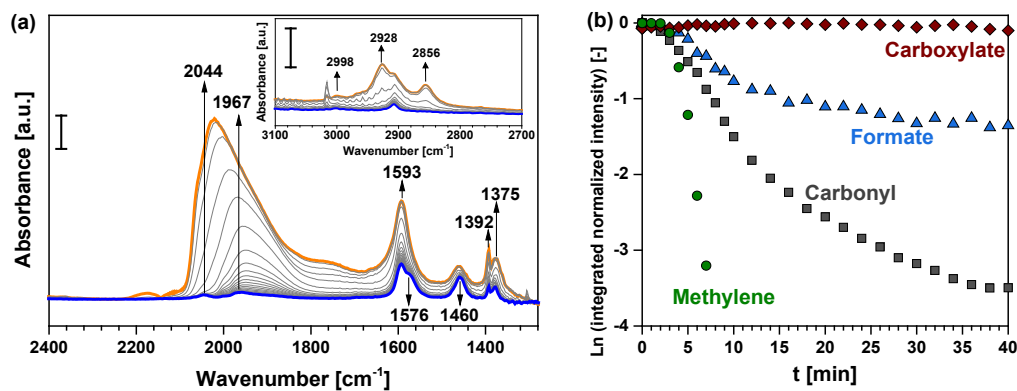 (a)
Absorbance [a.u.]
2044
1967
1593
1392
1375
1576
1460
2400 2200 2000 1800 1600 1400
Wavenumber [cm-1]
Absorbance [a.u.]
2998
2928
2856
3100 3000 2900 2800 2700
Wavenumber [cm-1]
(b)
Ln (integrated normalized intensity) [-]
0
-1
-2
-3
-4
Carboxylate
Formate
Carbonyl
Methylene
0 5 10 15 20 25 30 35 40
t [min]